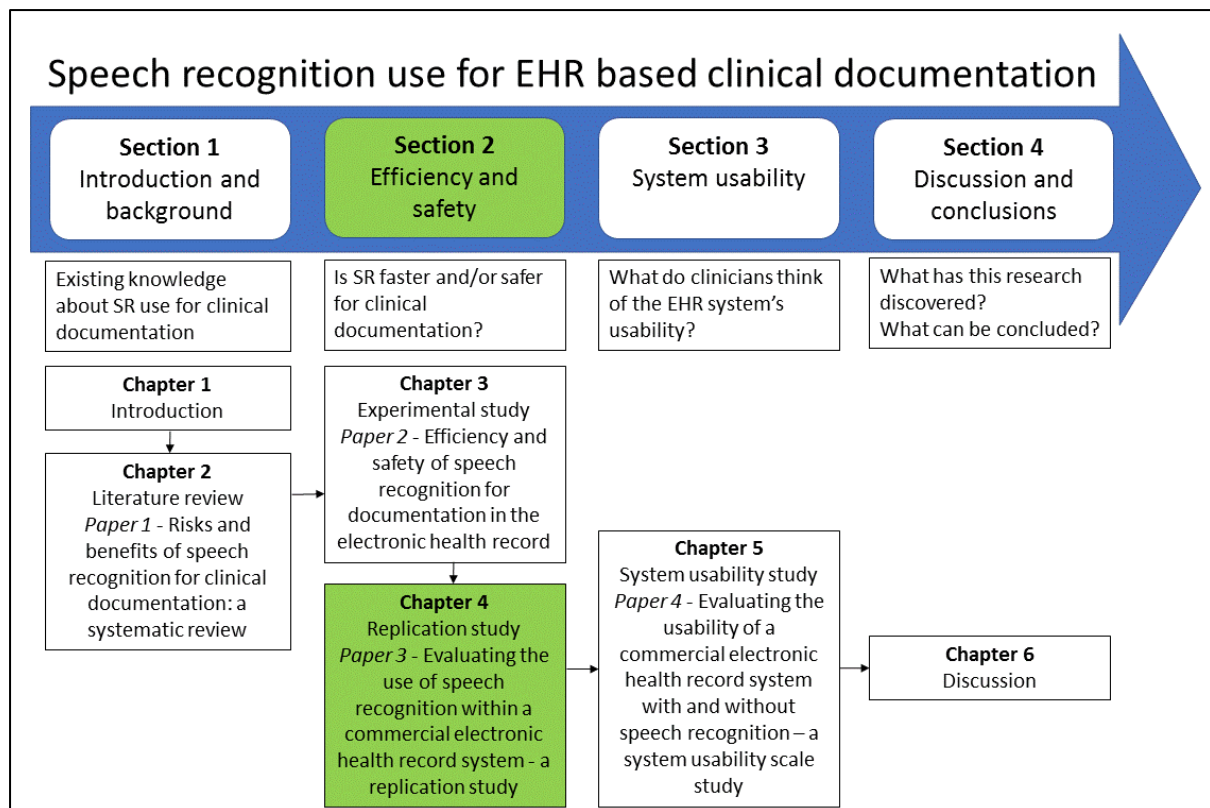 Speech recognition use for EHR based clinical documentation
Section 1
Introduction and
background
Section 2
Efficiency and
safety
Section 3
System usability
Section 4
Discussion and
conclusions
Existing knowledge
about SR use for clinical
documentation
Is SR faster and/or safer
for clinical
documentation?
What do clinicians think
of the EHR system’s
usability?
What has this research
discovered?
What can be concluded?
Chapter 1
Introduction
Chapter 2
Literature review
Paper 1 - Risks and
benefits of speech
recognition for clinical
documentation: a
systematic review
Chapter 3
Experimental study
Paper 2 - Efficiency and
safety of speech
recognition for
documentation in the
electronic health record
Chapter 4
Replication study
Paper 3 - Evaluating the
use of speech
recognition within a
commercial electronic
health record system - a
replication study
Chapter 5
System usability study
Paper 4 - Evaluating the
usability of a
commercial electronic
health record system
with and without
speech recognition – a
system usability scale
study
Chapter 6
Discussion